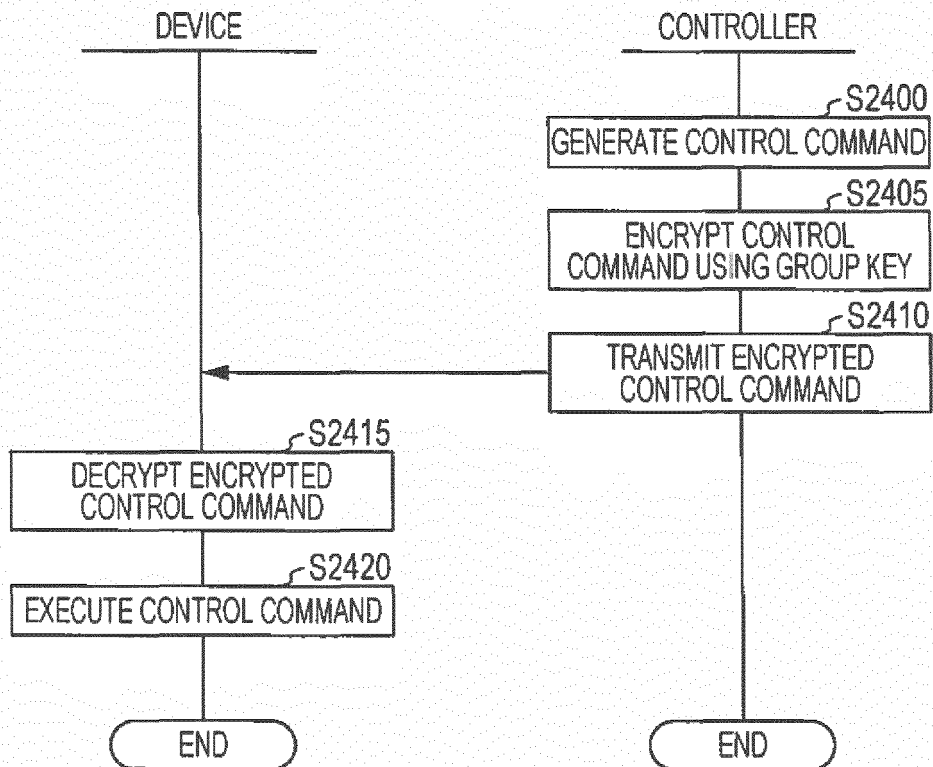 DEVICE
CONTROLLER
S2400
GENERATE CONTROL COMMAND
S2405
ENCRYPT CONTROL
COMMAND USING GROUP KEY
S2410
TRANSMIT ENCRYPTED
CONTROL COMMAND
S2415
DECRYPT ENCRYPTED
CONTROL COMMAND
S2420
EXECUTE CONTROL COMMAND
END
END